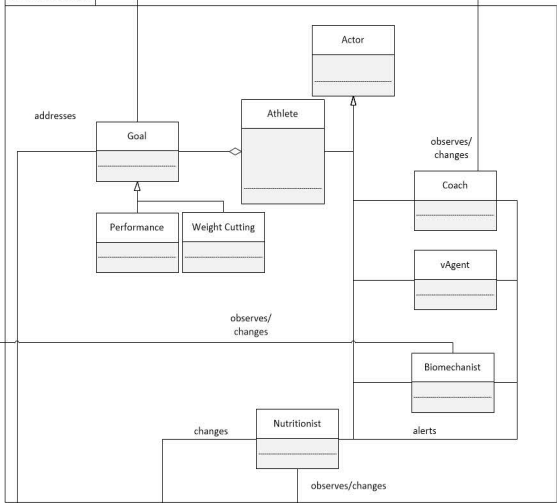 Actor
Athlete
addresses
Goal
observes/
changes
Coach
Performance
Weight Cutting
vAgent
observes/
changes
Biomechanist
Nutritionist
changes
alerts
observes/changes